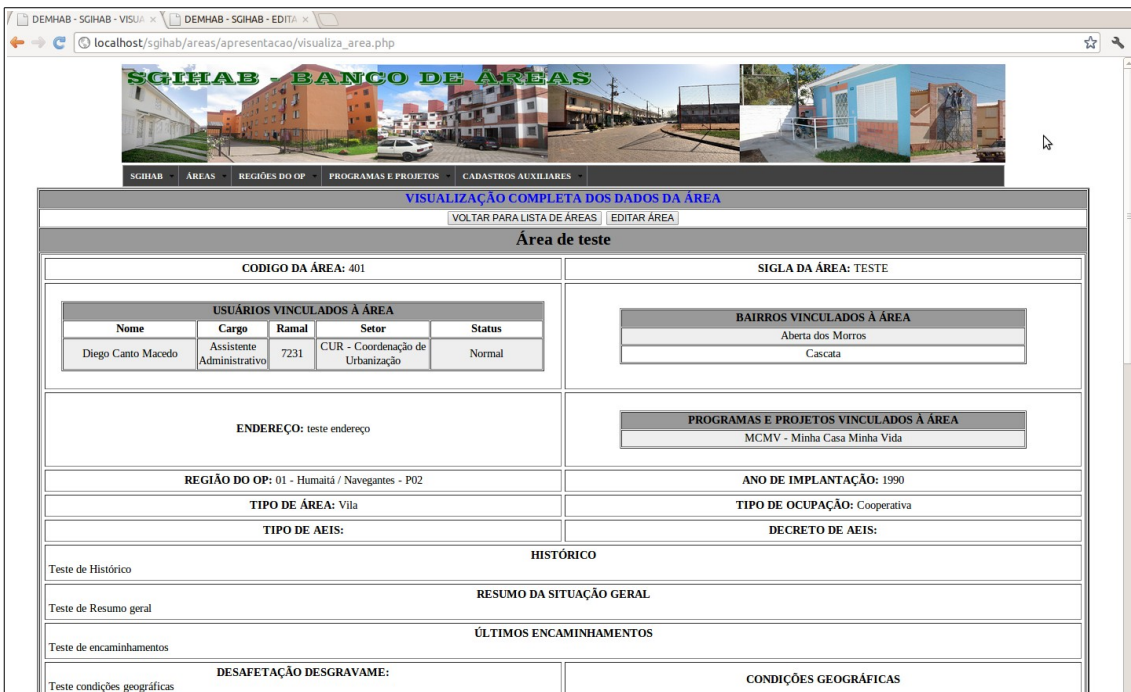 DEMHAB - SGIHAB - VISUA
DEMHAB - SGIHAB - EDITA
localhost/sgihab/areas/apresentacao/visualiza_area.php
SGIHAB - BANCO DE AREAS
SGIHAB ÁREAS REGIÕES DO OP PROGRAMAS E PROJETOS CADASTROS AUXILIARES
VISUALIZAÇÃO COMPLETA DOS DADOS DA ÁREA
VOLTAR PARA LISTA DE ÁREAS EDITAR ÁREA
Área de teste
CODIGO DA ÁREA: 401
SIGLA DA ÁREA: TESTE
USUÁRIOS VINCULADOS À ÁREA
Nome Cargo Ramal Setor Status
Diego Canto Macedo Assistente Administrativo 7231 CUR - Coordenação de Urbanização Normal
BAIRROS VINCULADOS À ÁREA
Aberta dos Morros
Cascata
ENDEREÇO: teste endereço
PROGRAMAS E PROJETOS VINCULADOS À ÁREA
MCMV - Minha Casa Minha Vida
REGIÃO DO OP: 01 - Humaitá / Navegantes - P02
ANO DE IMPLANTAÇÃO: 1990
TIPO DE ÁREA: Vila
TIPO DE OCUPAÇÃO: Cooperativa
TIPO DE AEIS:
DECRETO DE AEIS:
HISTÓRICO
Teste de Histórico
RESUMO DA SITUAÇÃO GERAL
Teste de Resumo geral
ÚLTIMOS ENCAMINHAMENTOS
Teste de encaminhamentos
DESAFETAÇÃO DESGRAVAME:
Teste condições geográficas
CONDIÇÕES GEOGRÁFICAS